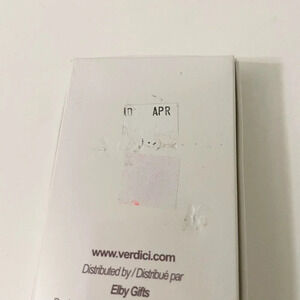 APR
www.verdici.com
Distributed by / Distribué par
Elby Gifts